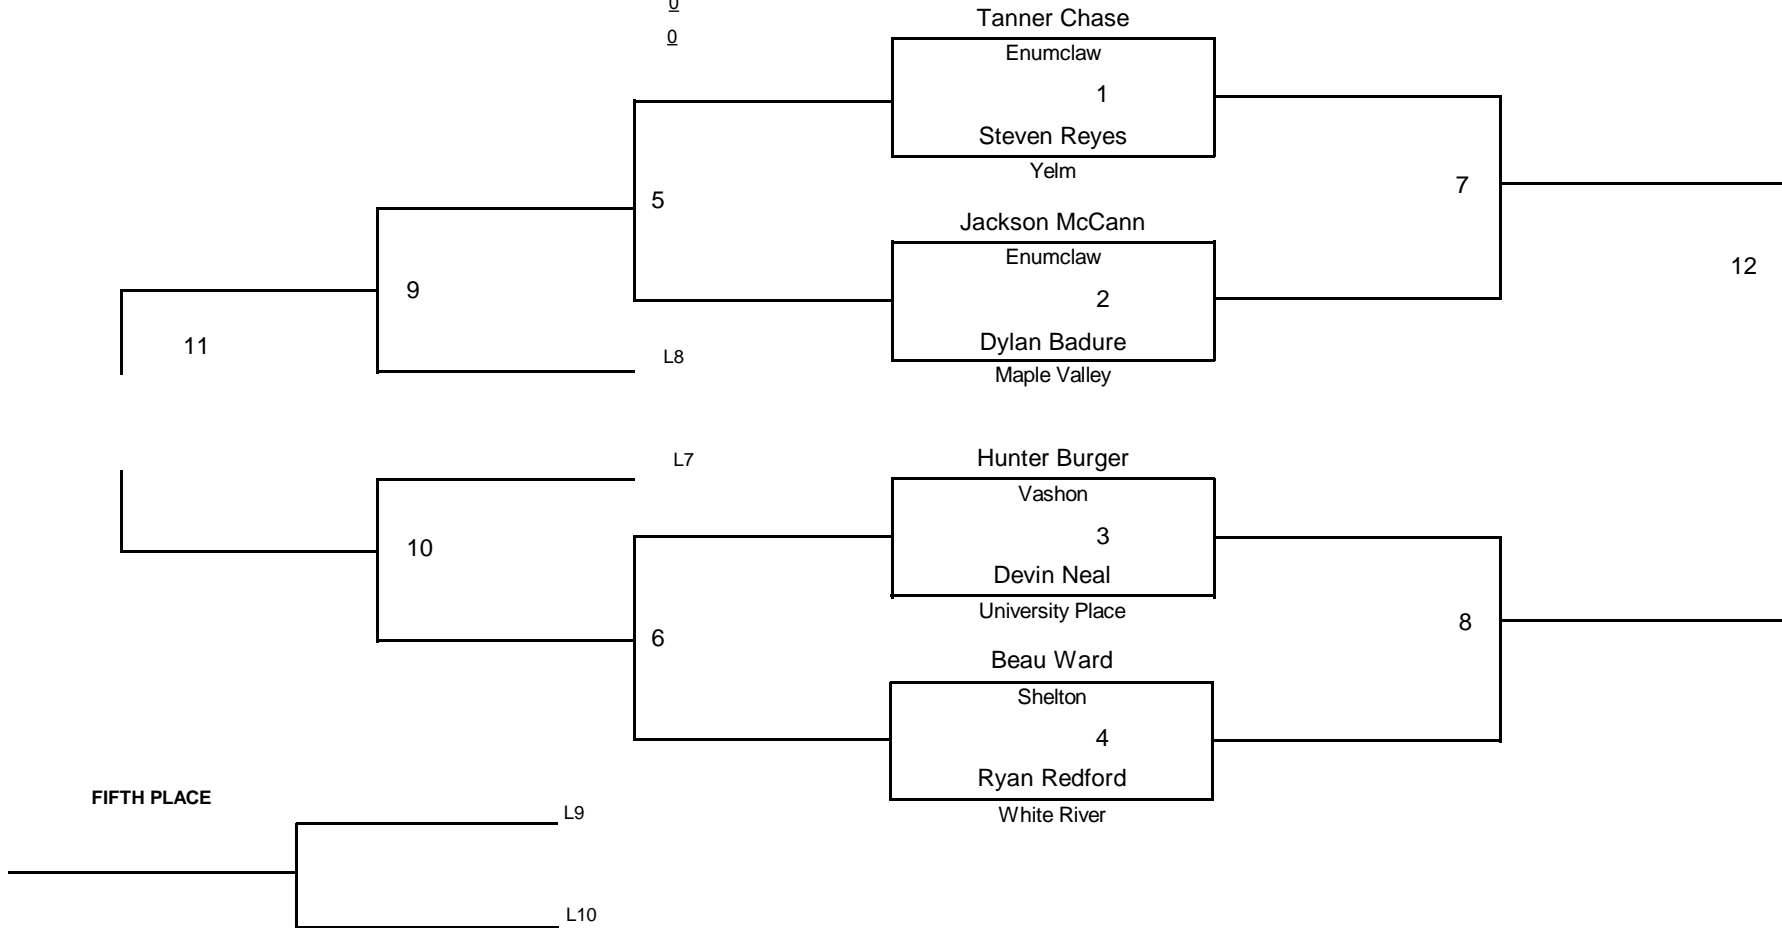 0
0
Tanner Chase
Enumclaw
1
Steven Reyes
Yelm
5
7
Jackson McCann
Enumclaw
12
9
2
11
Dylan Badure
L8
Maple Valley
L7
Hunter Burger
Vashon
3
10
Devin Neal
University Place
8
6
Beau Ward
Shelton
4
Ryan Redford
FIFTH PLACE
L9
White River
L10